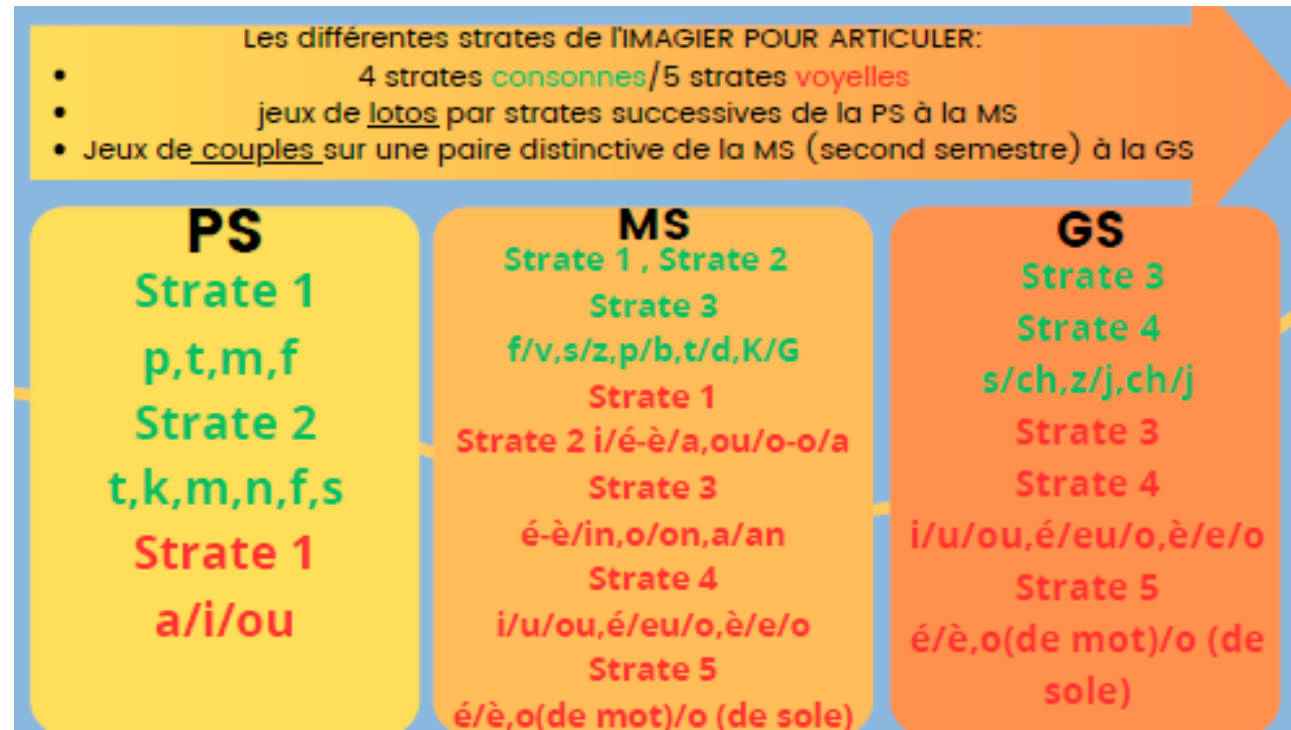 Les différentes strates de l'IMAGIER POUR ARTICULER:
• 4 strates consonnes/5 strates voyelles
• jeux de lotos par strates successives de la PS à la MS
• Jeux de couples sur une paire distinctive de la MS (second semestre) à la GS
PS
Strate 1
p,t,m,f
Strate 2
t,k,m,n,f,s
Strate 1
a/i/ou
MS
Strate 1 , Strate 2
Strate 3
f/v,s/z,p/b,t/d,K/G
Strate 1
Strate 2 i/é-è/a,ou/o-o/a
Strate 3
é-è/in,o/on,a/an
Strate 4
i/u/ou,é/eu/o,è/e/o
Strate 5
é/è,o(de mot)/o (de sole)
GS
Strate 3
Strate 4
s/ch,z/j,ch/j
Strate 3
Strate 4
i/u/ou,é/eu/o,è/e/o
Strate 5
é/è,o(de mot)/o (de
sole)